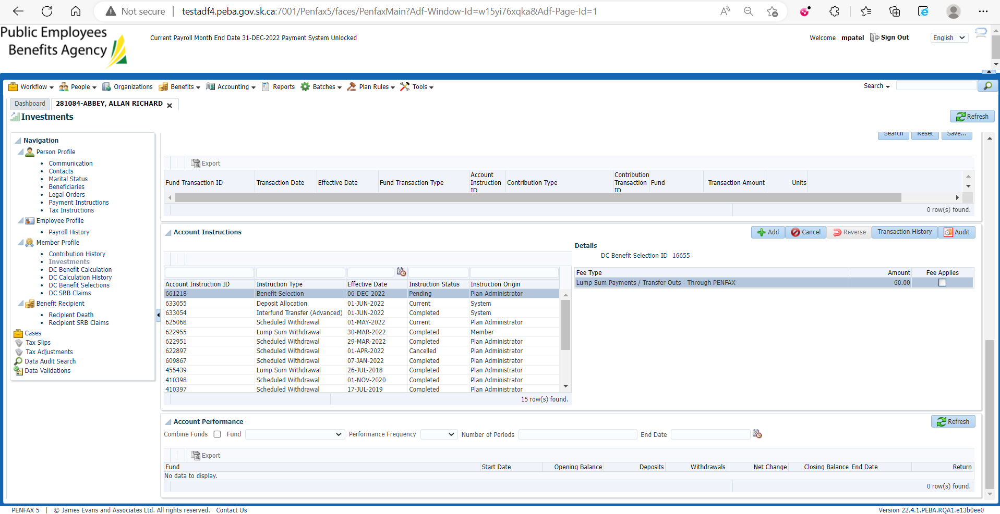 Not secure testadf4.peba.gov.sk.ca:7001/Penfax5/faces/PenfaxMain?Adf-Window-Id=w15yi76xqka&Adf-Page-Id=1
Public Employees
Benefits Agency
Current Payroll Month End Date 31-DEC-2022 Payment System Unlocked
Welcome mpatel Sign Out English
Workflow People Organizations Benefits Accounting Reports Batches Plan Rules Tools Search
Dashboard 281084-ABBEY, ALLAN RICHARD
Investments Refresh
Navigation
Person Profile
Communication
Contacts
Marital Status
Beneficiaries
Legal Orders
Payment Instructions
Tax Instructions
Employee Profile
Payroll History
Member Profile
Contribution History
Investments
DC Benefit Calculation
DC Calculation History
DC Benefit Selections
DC SRB Claims
Benefit Recipient
Recipient Death
Recipient SRB Claims
Cases
Tax Slips
Tax Adjustments
Data Audit Search
Data Validations
Search Reset Save...
Export
Fund Transaction ID Transaction Date Effective Date Fund Transaction Type Account Instruction ID Contribution Type Contribution Transaction ID Fund Transaction Amount Units
0 row(s) found.
Account Instructions Add Cancel Reverse Transaction History Audit
Details
DC Benefit Selection ID 16655
Fee Type Amount Fee Applies
Lump Sum Payments / Transfer Outs - Through PENFAX 60.00
Account Instruction ID Instruction Type Effective Date Instruction Status Instruction Origin
661218 Benefit Selection 06-DEC-2022 Pending Plan Administrator
633055 Deposit Allocation 01-JUN-2022 Current System
633054 Interfund Transfer (Advanced) 01-JUN-2022 Completed System
625068 Scheduled Withdrawal 01-MAY-2022 Current Plan Administrator
622955 Lump Sum Withdrawal 30-MAR-2022 Completed Member
622951 Scheduled Withdrawal 29-MAR-2022 Completed Plan Administrator
622897 Scheduled Withdrawal 01-APR-2022 Cancelled Plan Administrator
609867 Scheduled Withdrawal 07-JAN-2022 Completed Plan Administrator
455439 Lump Sum Withdrawal 26-JUL-2018 Completed Plan Administrator
410398 Scheduled Withdrawal 01-NOV-2020 Completed Plan Administrator
410397 Scheduled Withdrawal 17-JUL-2019 Completed Plan Administrator
15 row(s) found.
Account Performance Refresh
Combine Funds Fund Performance Frequency Number of Periods End Date
Export
Fund Start Date Opening Balance Deposits Withdrawals Net Change Closing Balance End Date Return
No data to display.
0 row(s) found.
PENFAX 5 | © James Evans and Associates Ltd. All rights reserved. Contact Us Version 22.4.1.PEBA.RQA1.e13b0ee0